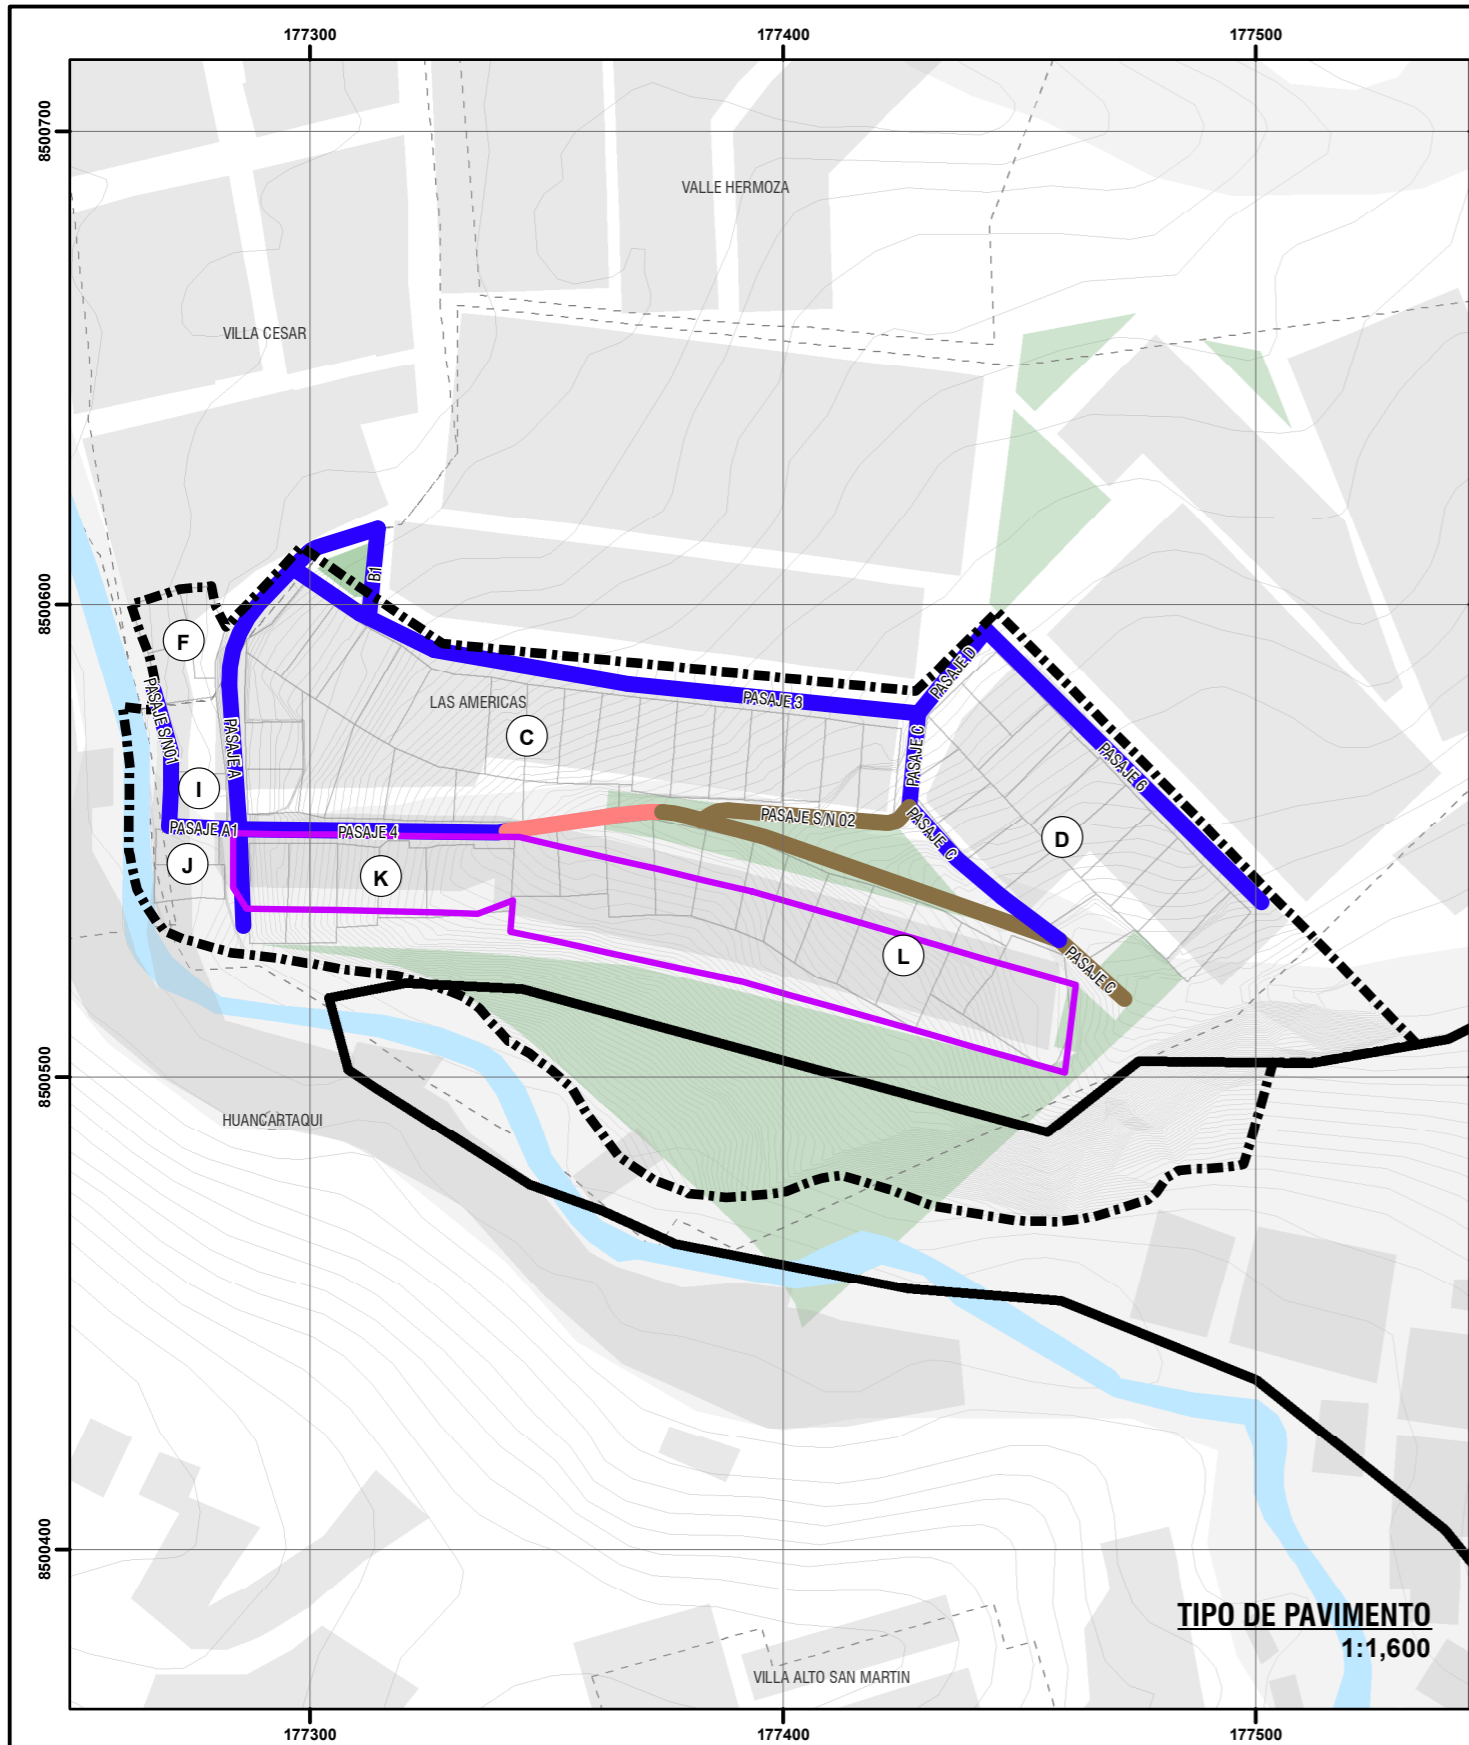 177300
177400
177500
8500700
VALLE HERMOZA
VILLA CESAR
8500600
B1
F
PASAJE D
PASAJE S/N01
LAS AMERICAS
PASAJE 3
C
PASAJE A
PASAJE C
PASAJE 6
I
PASAJE A1
PASAJE 4
PASAJE S/N 02
PASAJE C
D
J
K
L
PASAJE C
8500500
HUANCARTAQUI
8500400
TIPO DE PAVIMENTO
1:1,600
VILLA ALTO SAN MARTIN
177300
177400
177500